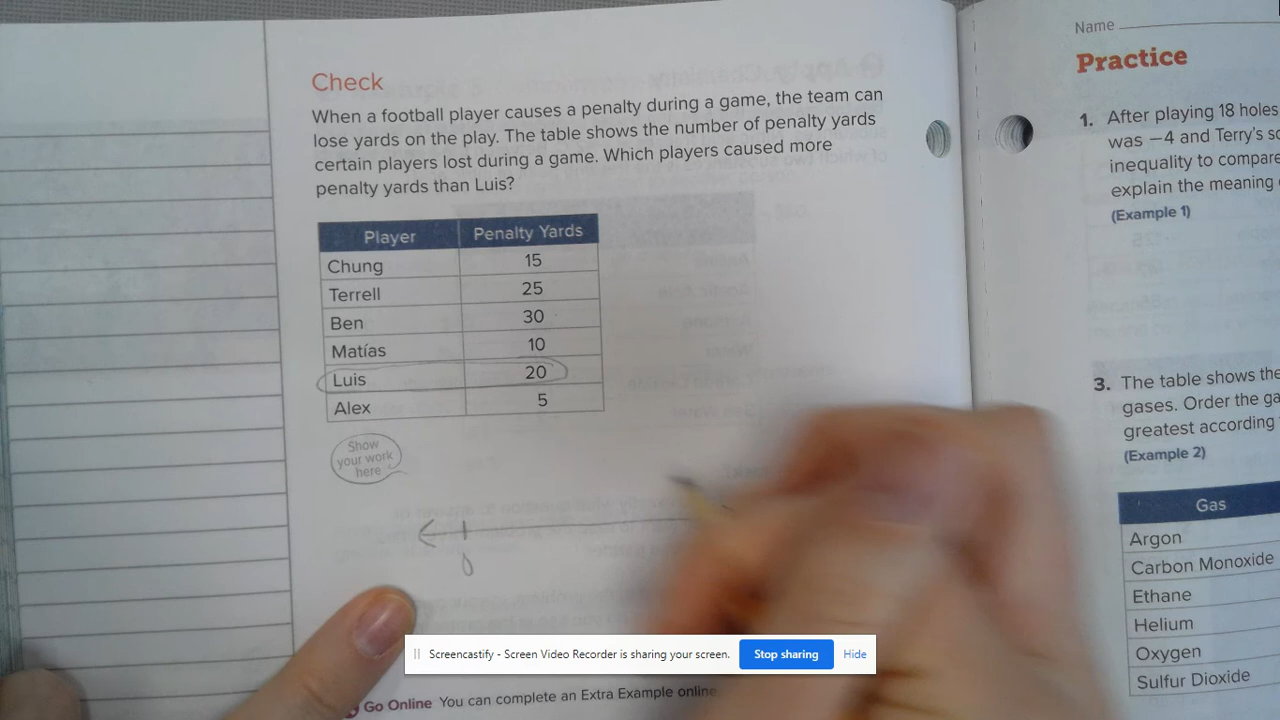 Check
When a football player causes a penalty during a game, the team can
lose yards on the play. The table shows the number of penalty yards
certain players lost during a game. Which players caused more
penalty yards than Luis?
Player Penalty Yards
Chung 15
Terrell 25
Ben 30
Matías 10
Luis 20
Alex 5
Show
your work
here
0
Screencastify - Screen Video Recorder is sharing your screen. Stop sharing Hide
Go Online You can complete an Extra Example online
Name
Practice
1. After playing 18 holes
was −4 and Terry's
inequality to compare
explain the meaning
(Example 1)
3. The table shows the
gases. Order the
greatest according
(Example 2)
Gas
Argon
Carbon Monoxide
Ethane
Helium
Oxygen
Sulfur Dioxide